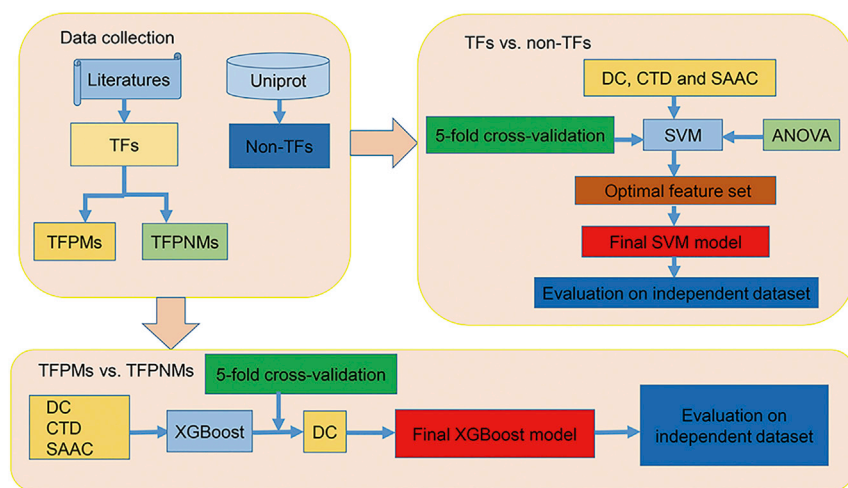 Data collection
Literatures
Uniprot
TFs
Non-TFs
TFPMs
TFPNMs
TFs vs. non-TFs
DC, CTD and SAAC
5-fold cross-validation
SVM
ANOVA
Optimal feature set
Final SVM model
Evaluation on independent dataset
TFPMs vs. TFPNMs
5-fold cross-validation
DC
CTD
SAAC
XGBoost
DC
Final XGBoost model
Evaluation on
independent dataset